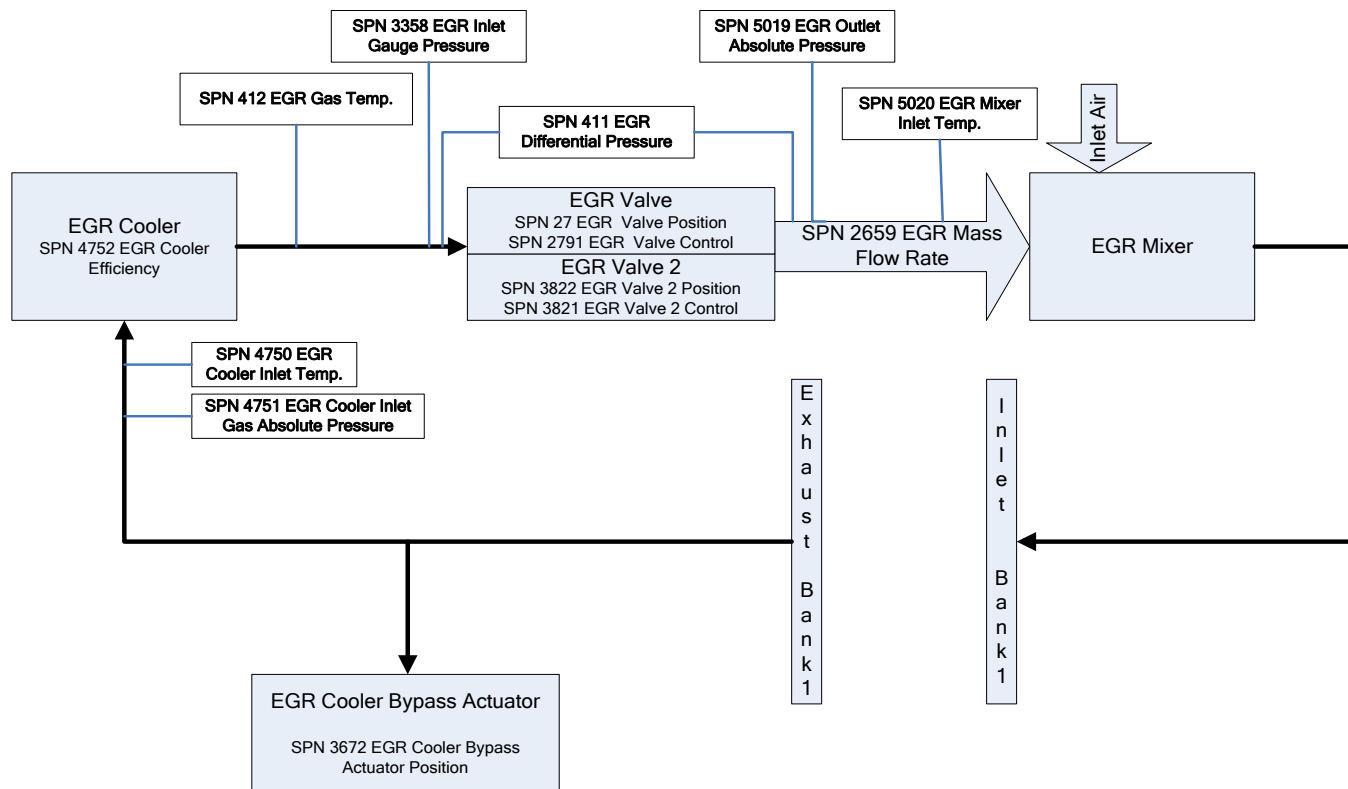 SPN 3358 EGR Inlet
Gauge Pressure
SPN 5019 EGR Outlet
Absolute Pressure
SPN 412 EGR Gas Temp.
SPN 411 EGR
Differential Pressure
SPN 5020 EGR Mixer
Inlet Temp.
Inlet Air
EGR Cooler
SPN 4752 EGR Cooler
Efficiency
EGR Valve
SPN 27 EGR Valve Position
SPN 2791 EGR Valve Control
EGR Valve 2
SPN 3822 EGR Valve 2 Position
SPN 3821 EGR Valve 2 Control
SPN 2659 EGR Mass
Flow Rate
EGR Mixer
SPN 4750 EGR
Cooler Inlet Temp.
SPN 4751 EGR Cooler Inlet
Gas Absolute Pressure
Exhaust Bank1
Inlet Bank1
EGR Cooler Bypass Actuator
SPN 3672 EGR Cooler Bypass
Actuator Position